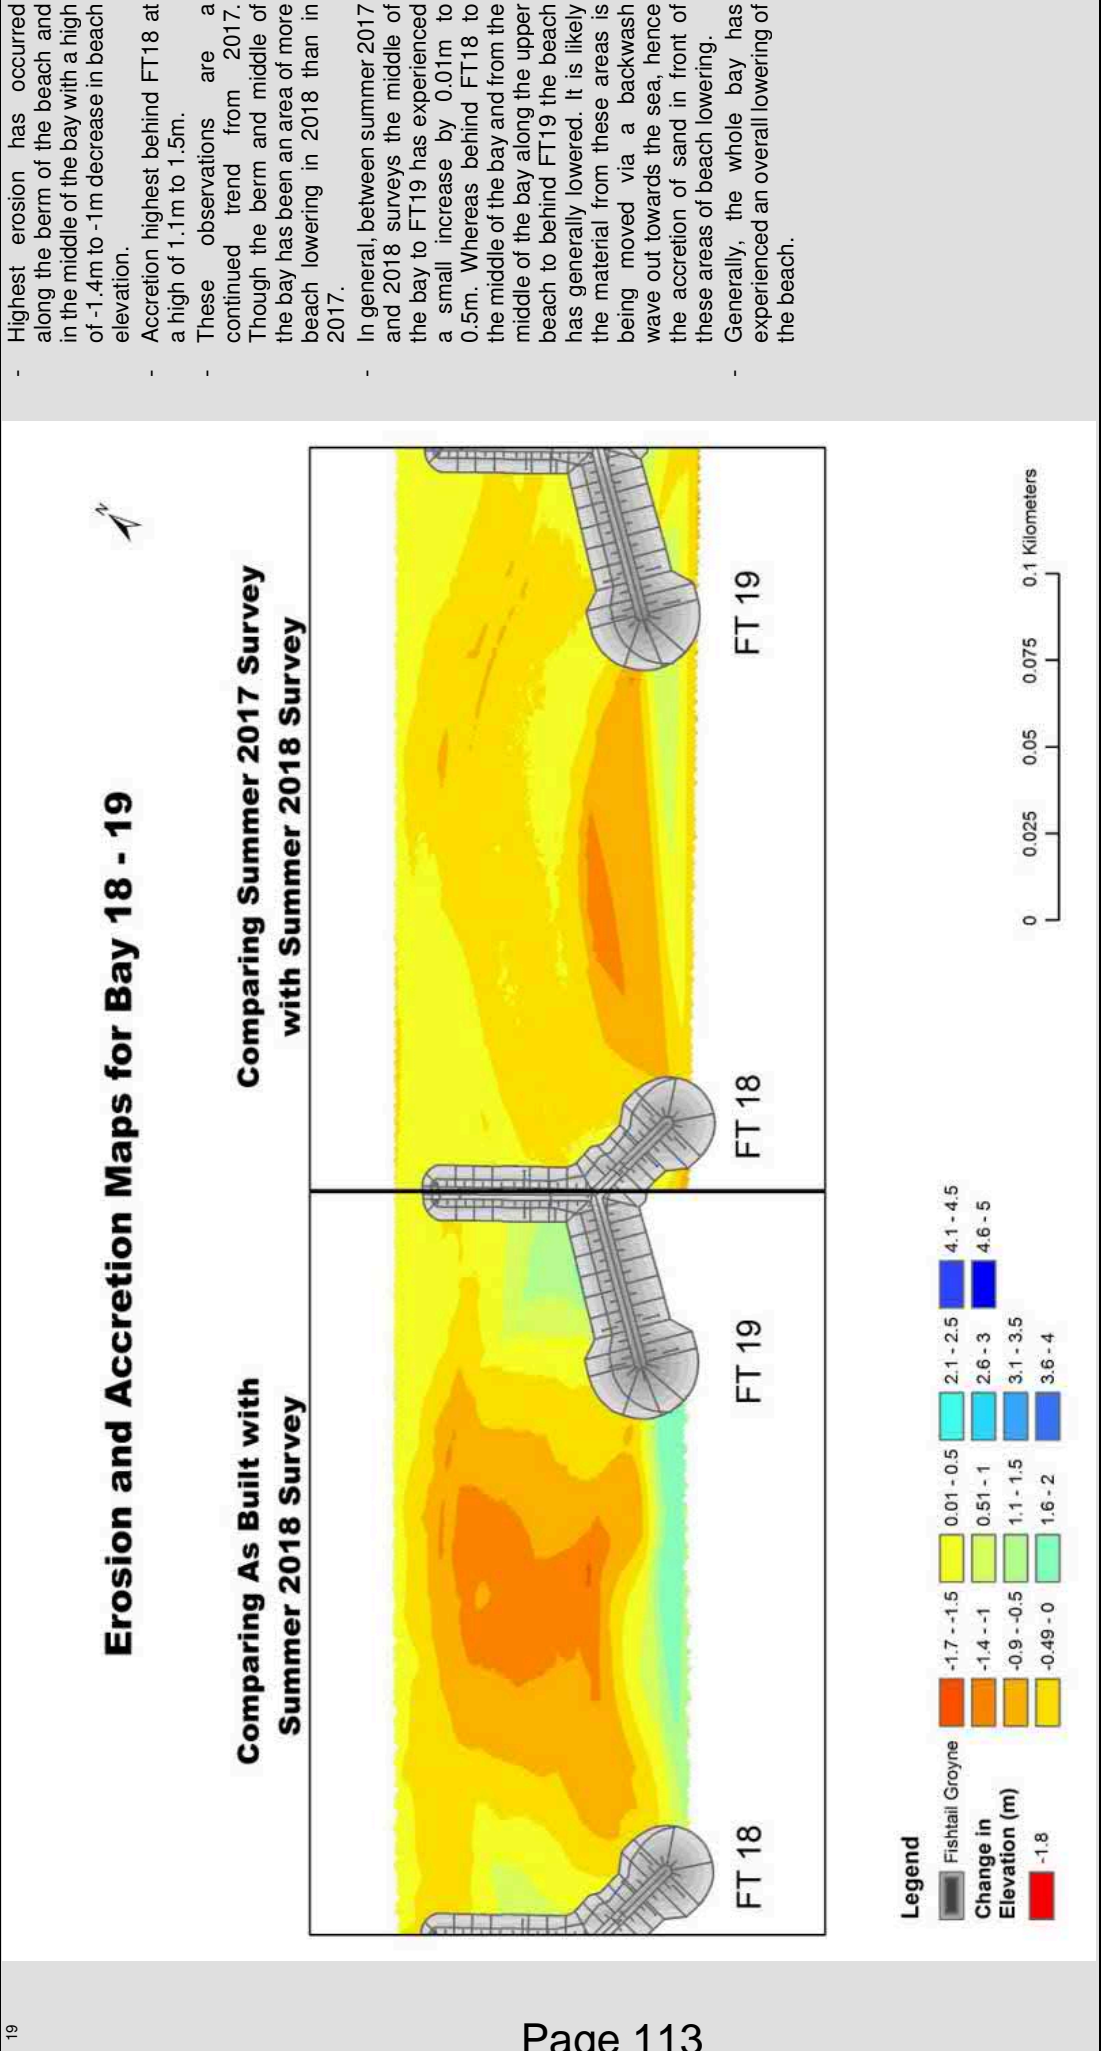 19
Erosion and Accretion Maps for Bay 18 - 19
Comparing As Built with
Summer 2018 Survey
Comparing Summer 2017 Survey
with Summer 2018 Survey
N
FT 18
FT 19
FT 18
FT 19
Legend
Fishtail Groyne
Change in
Elevation (m)
-1.8
-1.7 - -1.5
-1.4 - -1
-0.9 - -0.5
-0.49 - 0
0.01 - 0.5
0.51 - 1
1.1 - 1.5
1.6 - 2
2.1 - 2.5
2.6 - 3
3.1 - 3.5
3.6 - 4
4.1 - 4.5
4.6 - 5
0 0.025 0.05 0.075 0.1 Kilometers
- Highest erosion has occurred
along the berm of the beach and
in the middle of the bay with a high
of -1.4m to -1m decrease in beach
elevation.
- Accretion highest behind FT18 at
a high of 1.1m to 1.5m.
- These observations are a
continued trend from 2017.
Though the berm and middle of
the bay has been an area of more
beach lowering in 2018 than in
2017.
- In general, between summer 2017
and 2018 surveys the middle of
the bay to FT19 has experienced
a small increase by 0.01m to
0.5m. Whereas behind FT18 to
the middle of the bay and from the
middle of the bay along the upper
beach to behind FT19 the beach
has generally lowered. It is likely
the material from these areas is
being moved via a backwash
wave out towards the sea, hence
the accretion of sand in front of
these areas of beach lowering.
- Generally, the whole bay has
experienced an overall lowering of
the beach.
Page 113